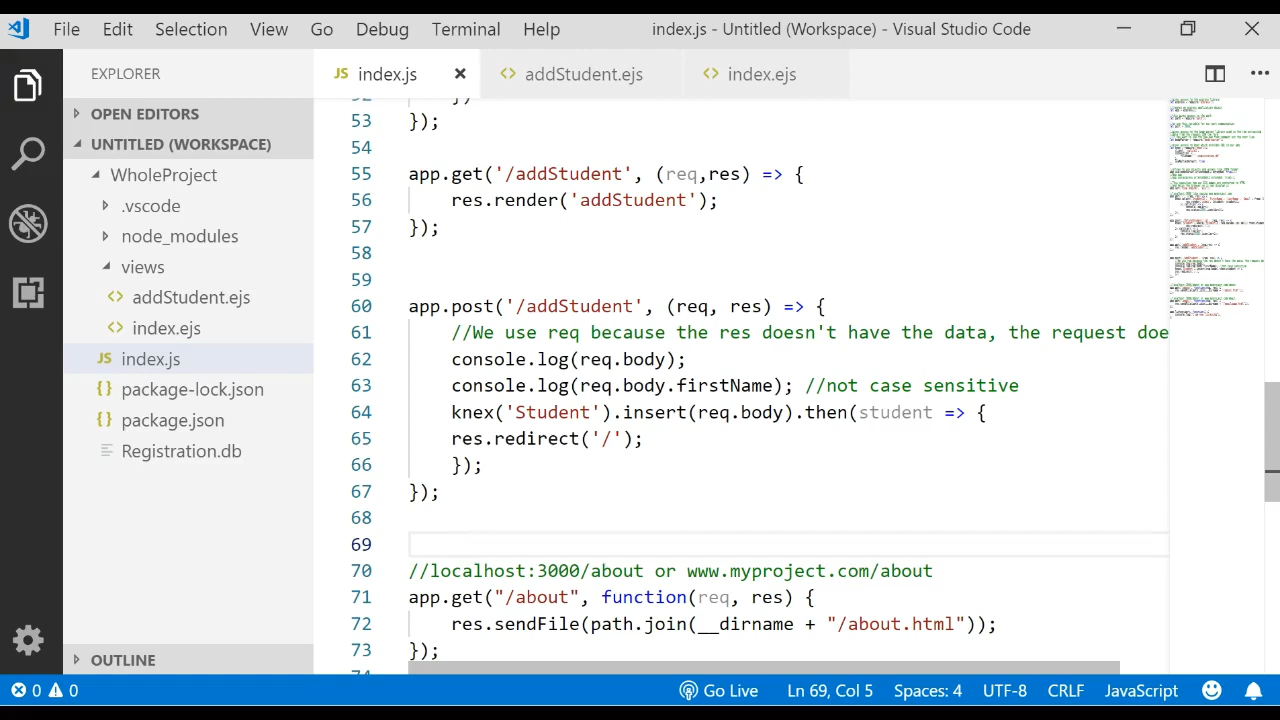 File Edit Selection View Go Debug Terminal Help index.js - Untitled (Workspace) - Visual Studio Code
EXPLORER
JS index.js addStudent.ejs index.ejs
OPEN EDITORS
UNTITLED (WORKSPACE)
WholeProject
.vscode
node_modules
views
addStudent.ejs
index.ejs
JS index.js
{} package-lock.json
{} package.json
Registration.db
OUTLINE
53 });
54
55 app.get('/addStudent', (req,res) => {
56 res.render('addStudent');
57 });
58
59
60 app.post('/addStudent', (req, res) => {
61 //We use req because the res doesn't have the data, the request doe
62 console.log(req.body);
63 console.log(req.body.firstName); //not case sensitive
64 knex('Student').insert(req.body).then(student => {
65 res.redirect('/');
66 });
67 });
68
69
70 //localhost:3000/about or www.myproject.com/about
71 app.get("/about", function(req, res) {
72 res.sendFile(path.join(__dirname + "/about.html"));
73 });
0 0 Go Live Ln 69, Col 5 Spaces: 4 UTF-8 CRLF JavaScript